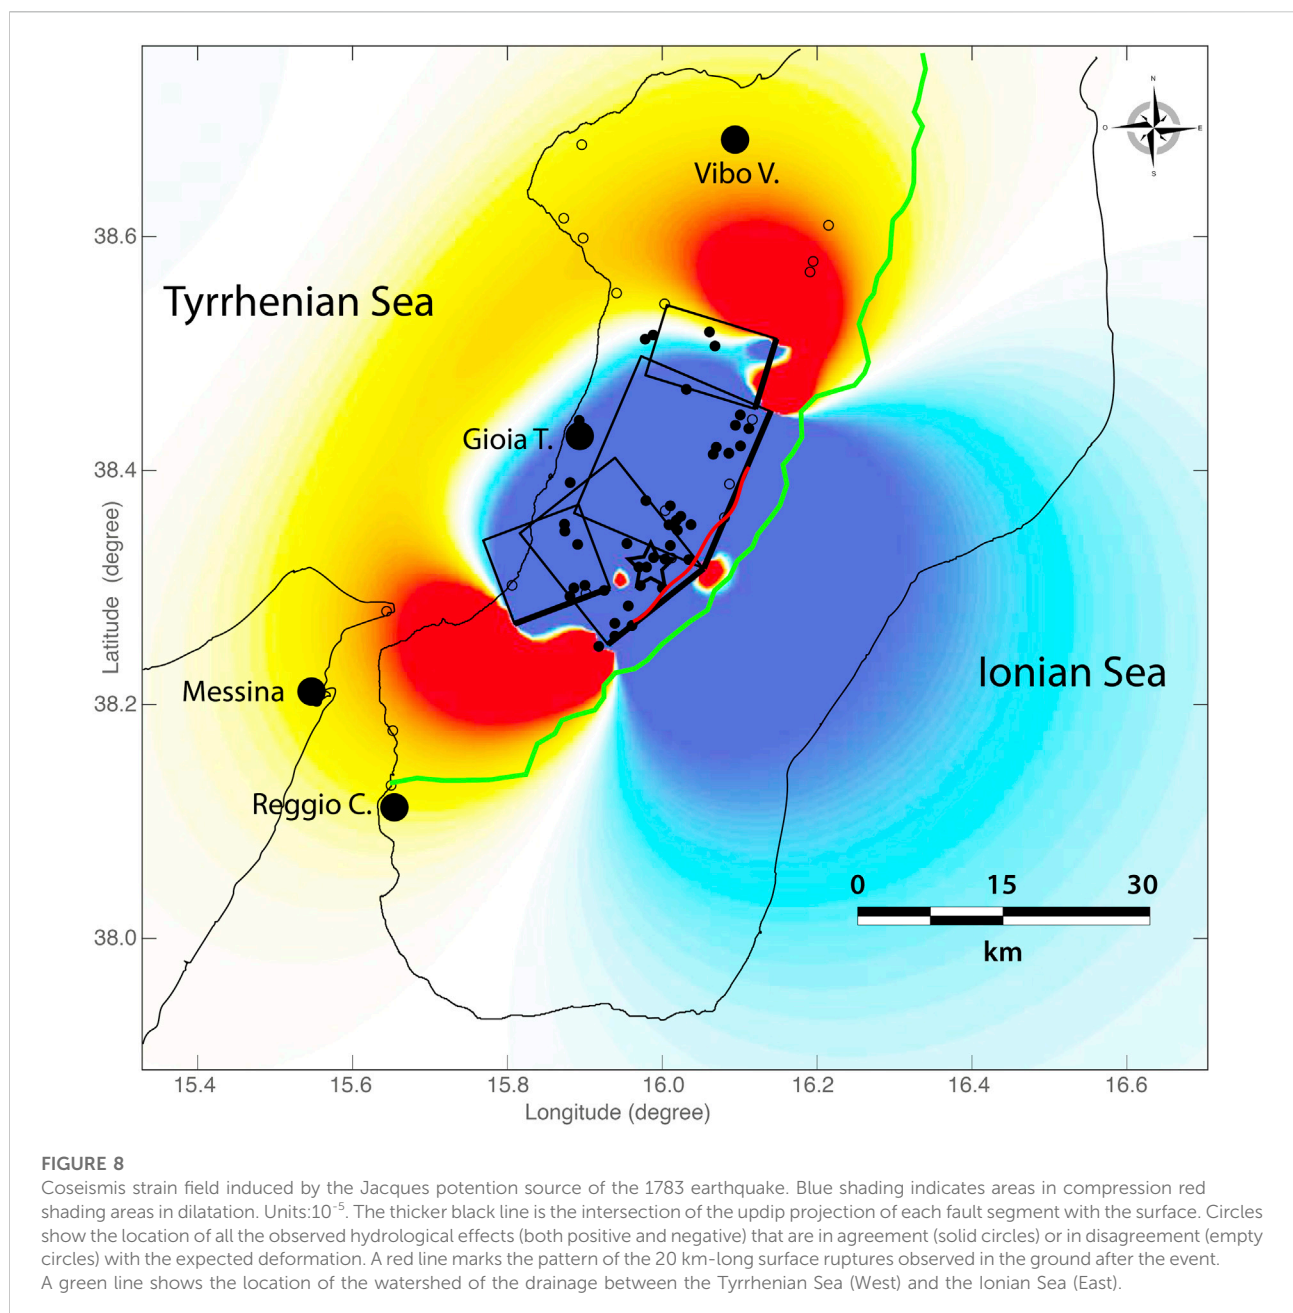 N
O
E
S
Vibo V.
38.6
Tyrrhenian Sea
Gioia T.
38.4
Latitude (degree)
Ionian Sea
Messina
38.2
Reggio C.
0 15 30
38.0
km
15.4 15.6 15.8 16.0 16.2 16.4 16.6
Longitude (degree)
FIGURE 8
Coseismis strain field induced by the Jacques potention source of the 1783 earthquake. Blue shading indicates areas in compression red
shading areas in dilatation. Units:10⁻⁵. The thicker black line is the intersection of the updip projection of each fault segment with the surface. Circles
show the location of all the observed hydrological effects (both positive and negative) that are in agreement (solid circles) or in disagreement (empty
circles) with the expected deformation. A red line marks the pattern of the 20 km-long surface ruptures observed in the ground after the event.
A green line shows the location of the watershed of the drainage between the Tyrrhenian Sea (West) and the Ionian Sea (East).